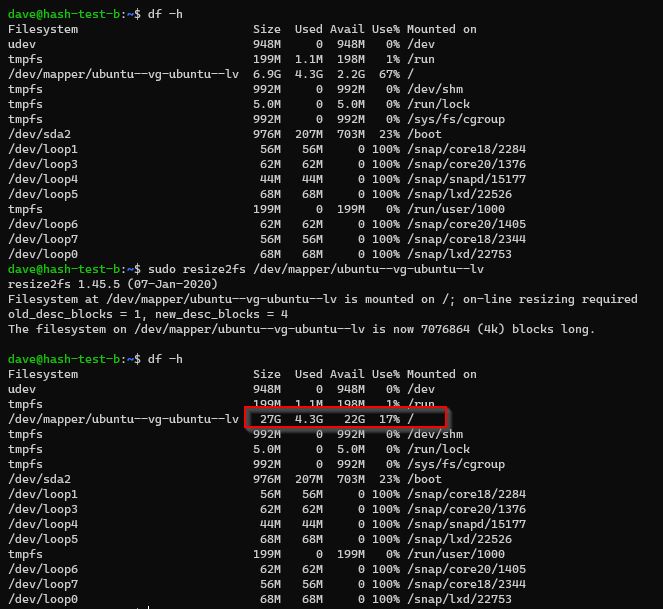 dave@hash-test-b:~$ df -h
Filesystem                         Size  Used Avail Use% Mounted on
udev                               948M     0  948M   0% /dev
tmpfs                              199M  1.1M  198M   1% /run
/dev/mapper/ubuntu--vg-ubuntu--lv  6.9G  4.3G  2.2G  67% /
tmpfs                              992M     0  992M   0% /dev/shm
tmpfs                              5.0M     0  5.0M   0% /run/lock
tmpfs                              992M     0  992M   0% /sys/fs/cgroup
/dev/sda2                          976M  207M  703M  23% /boot
/dev/loop1                          56M   56M     0 100% /snap/core18/2284
/dev/loop3                          62M   62M     0 100% /snap/core20/1376
/dev/loop4                          44M   44M     0 100% /snap/snapd/15177
/dev/loop5                          68M   68M     0 100% /snap/lxd/22526
tmpfs                              199M     0  199M   0% /run/user/1000
/dev/loop6                          62M   62M     0 100% /snap/core20/1405
/dev/loop7                          56M   56M     0 100% /snap/core18/2344
/dev/loop0                          68M   68M     0 100% /snap/lxd/22753
dave@hash-test-b:~$ sudo resize2fs /dev/mapper/ubuntu--vg-ubuntu--lv
resize2fs 1.45.5 (07-Jan-2020)
Filesystem at /dev/mapper/ubuntu--vg-ubuntu--lv is mounted on /; on-line resizing required
old_desc_blocks = 1, new_desc_blocks = 4
The filesystem on /dev/mapper/ubuntu--vg-ubuntu--lv is now 7076864 (4k) blocks long.
dave@hash-test-b:~$ df -h
Filesystem                         Size  Used Avail Use% Mounted on
udev                               948M     0  948M   0% /dev
tmpfs                              199M  1.1M  198M   1% /run
/dev/mapper/ubuntu--vg-ubuntu--lv   27G  4.3G   22G  17% /
tmpfs                              992M     0  992M   0% /dev/shm
tmpfs                              5.0M     0  5.0M   0% /run/lock
tmpfs                              992M     0  992M   0% /sys/fs/cgroup
/dev/sda2                          976M  207M  703M  23% /boot
/dev/loop1                          56M   56M     0 100% /snap/core18/2284
/dev/loop3                          62M   62M     0 100% /snap/core20/1376
/dev/loop4                          44M   44M     0 100% /snap/snapd/15177
/dev/loop5                          68M   68M     0 100% /snap/lxd/22526
tmpfs                              199M     0  199M   0% /run/user/1000
/dev/loop6                          62M   62M     0 100% /snap/core20/1405
/dev/loop7                          56M   56M     0 100% /snap/core18/2344
/dev/loop0                          68M   68M     0 100% /snap/lxd/22753